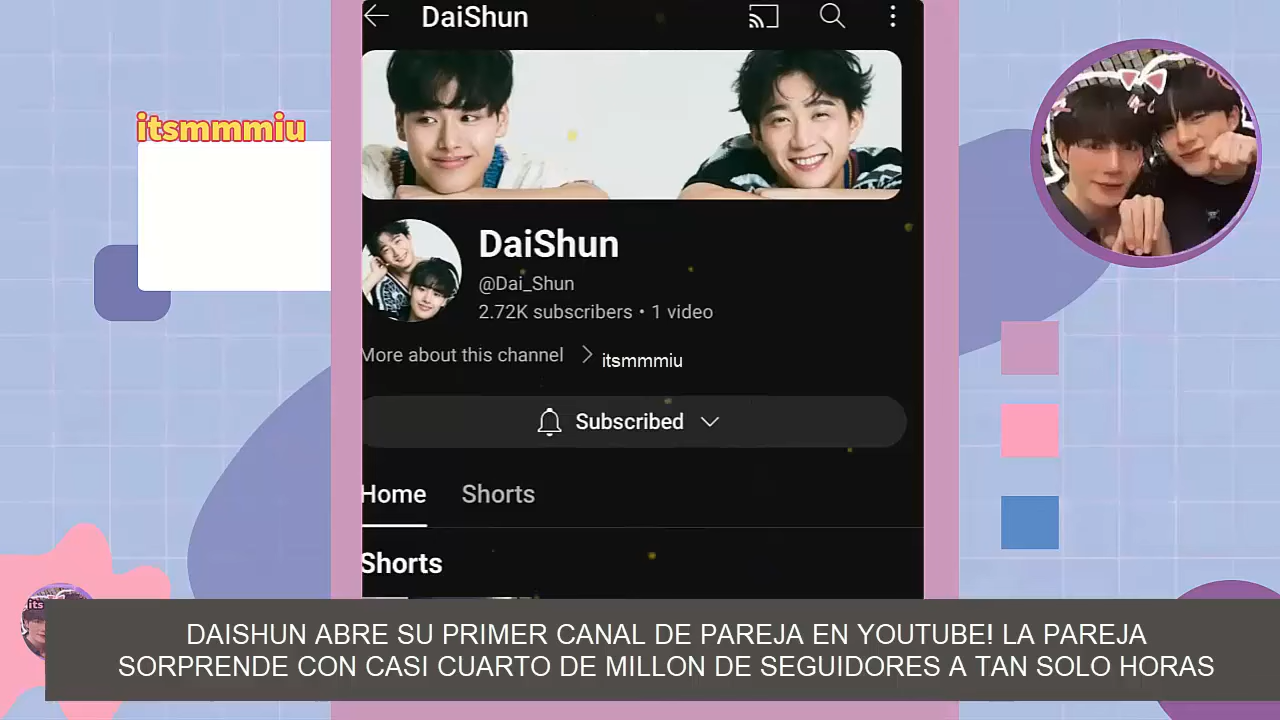 DaiShun
itsmmmiu
DaiShun
@Dai_Shun
2.72K subscribers • 1 video
More about this channel
itsmmmiu
Subscribed
Home Shorts
Shorts
its
DAISHUN ABRE SU PRIMER CANAL DE PAREJA EN YOUTUBE! LA PAREJA
SORPRENDE CON CASI CUARTO DE MILLON DE SEGUIDORES A TAN SOLO HORAS